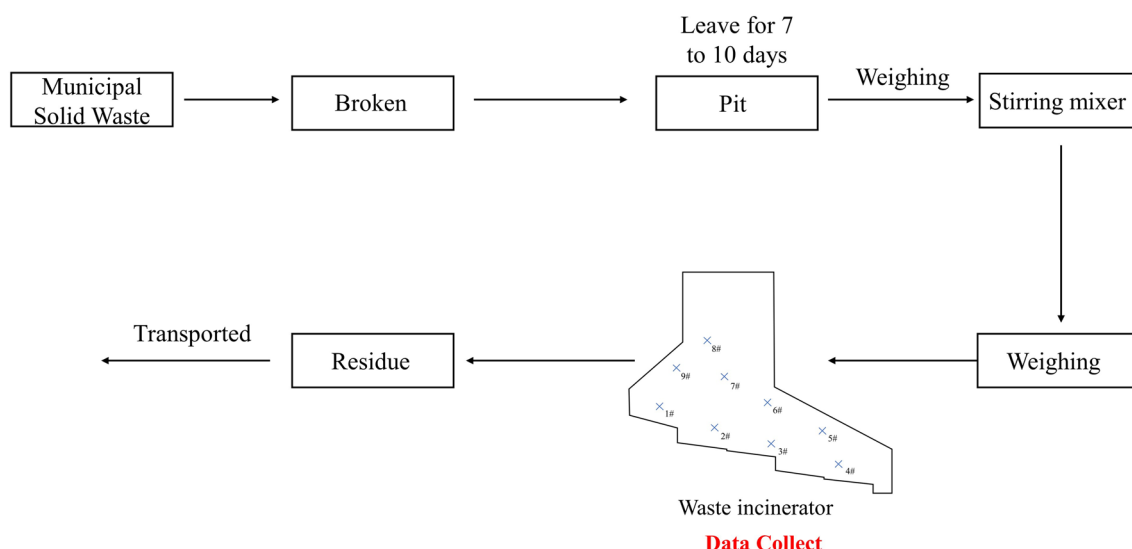 Municipal
Solid Waste
Broken
Leave for 7
to 10 days
Pit
Weighing
Stirring mixer
Weighing
8#
9#
7#
6#
1#
2#
5#
3#
4#
Waste incinerator
Data Collect
Residue
Transported